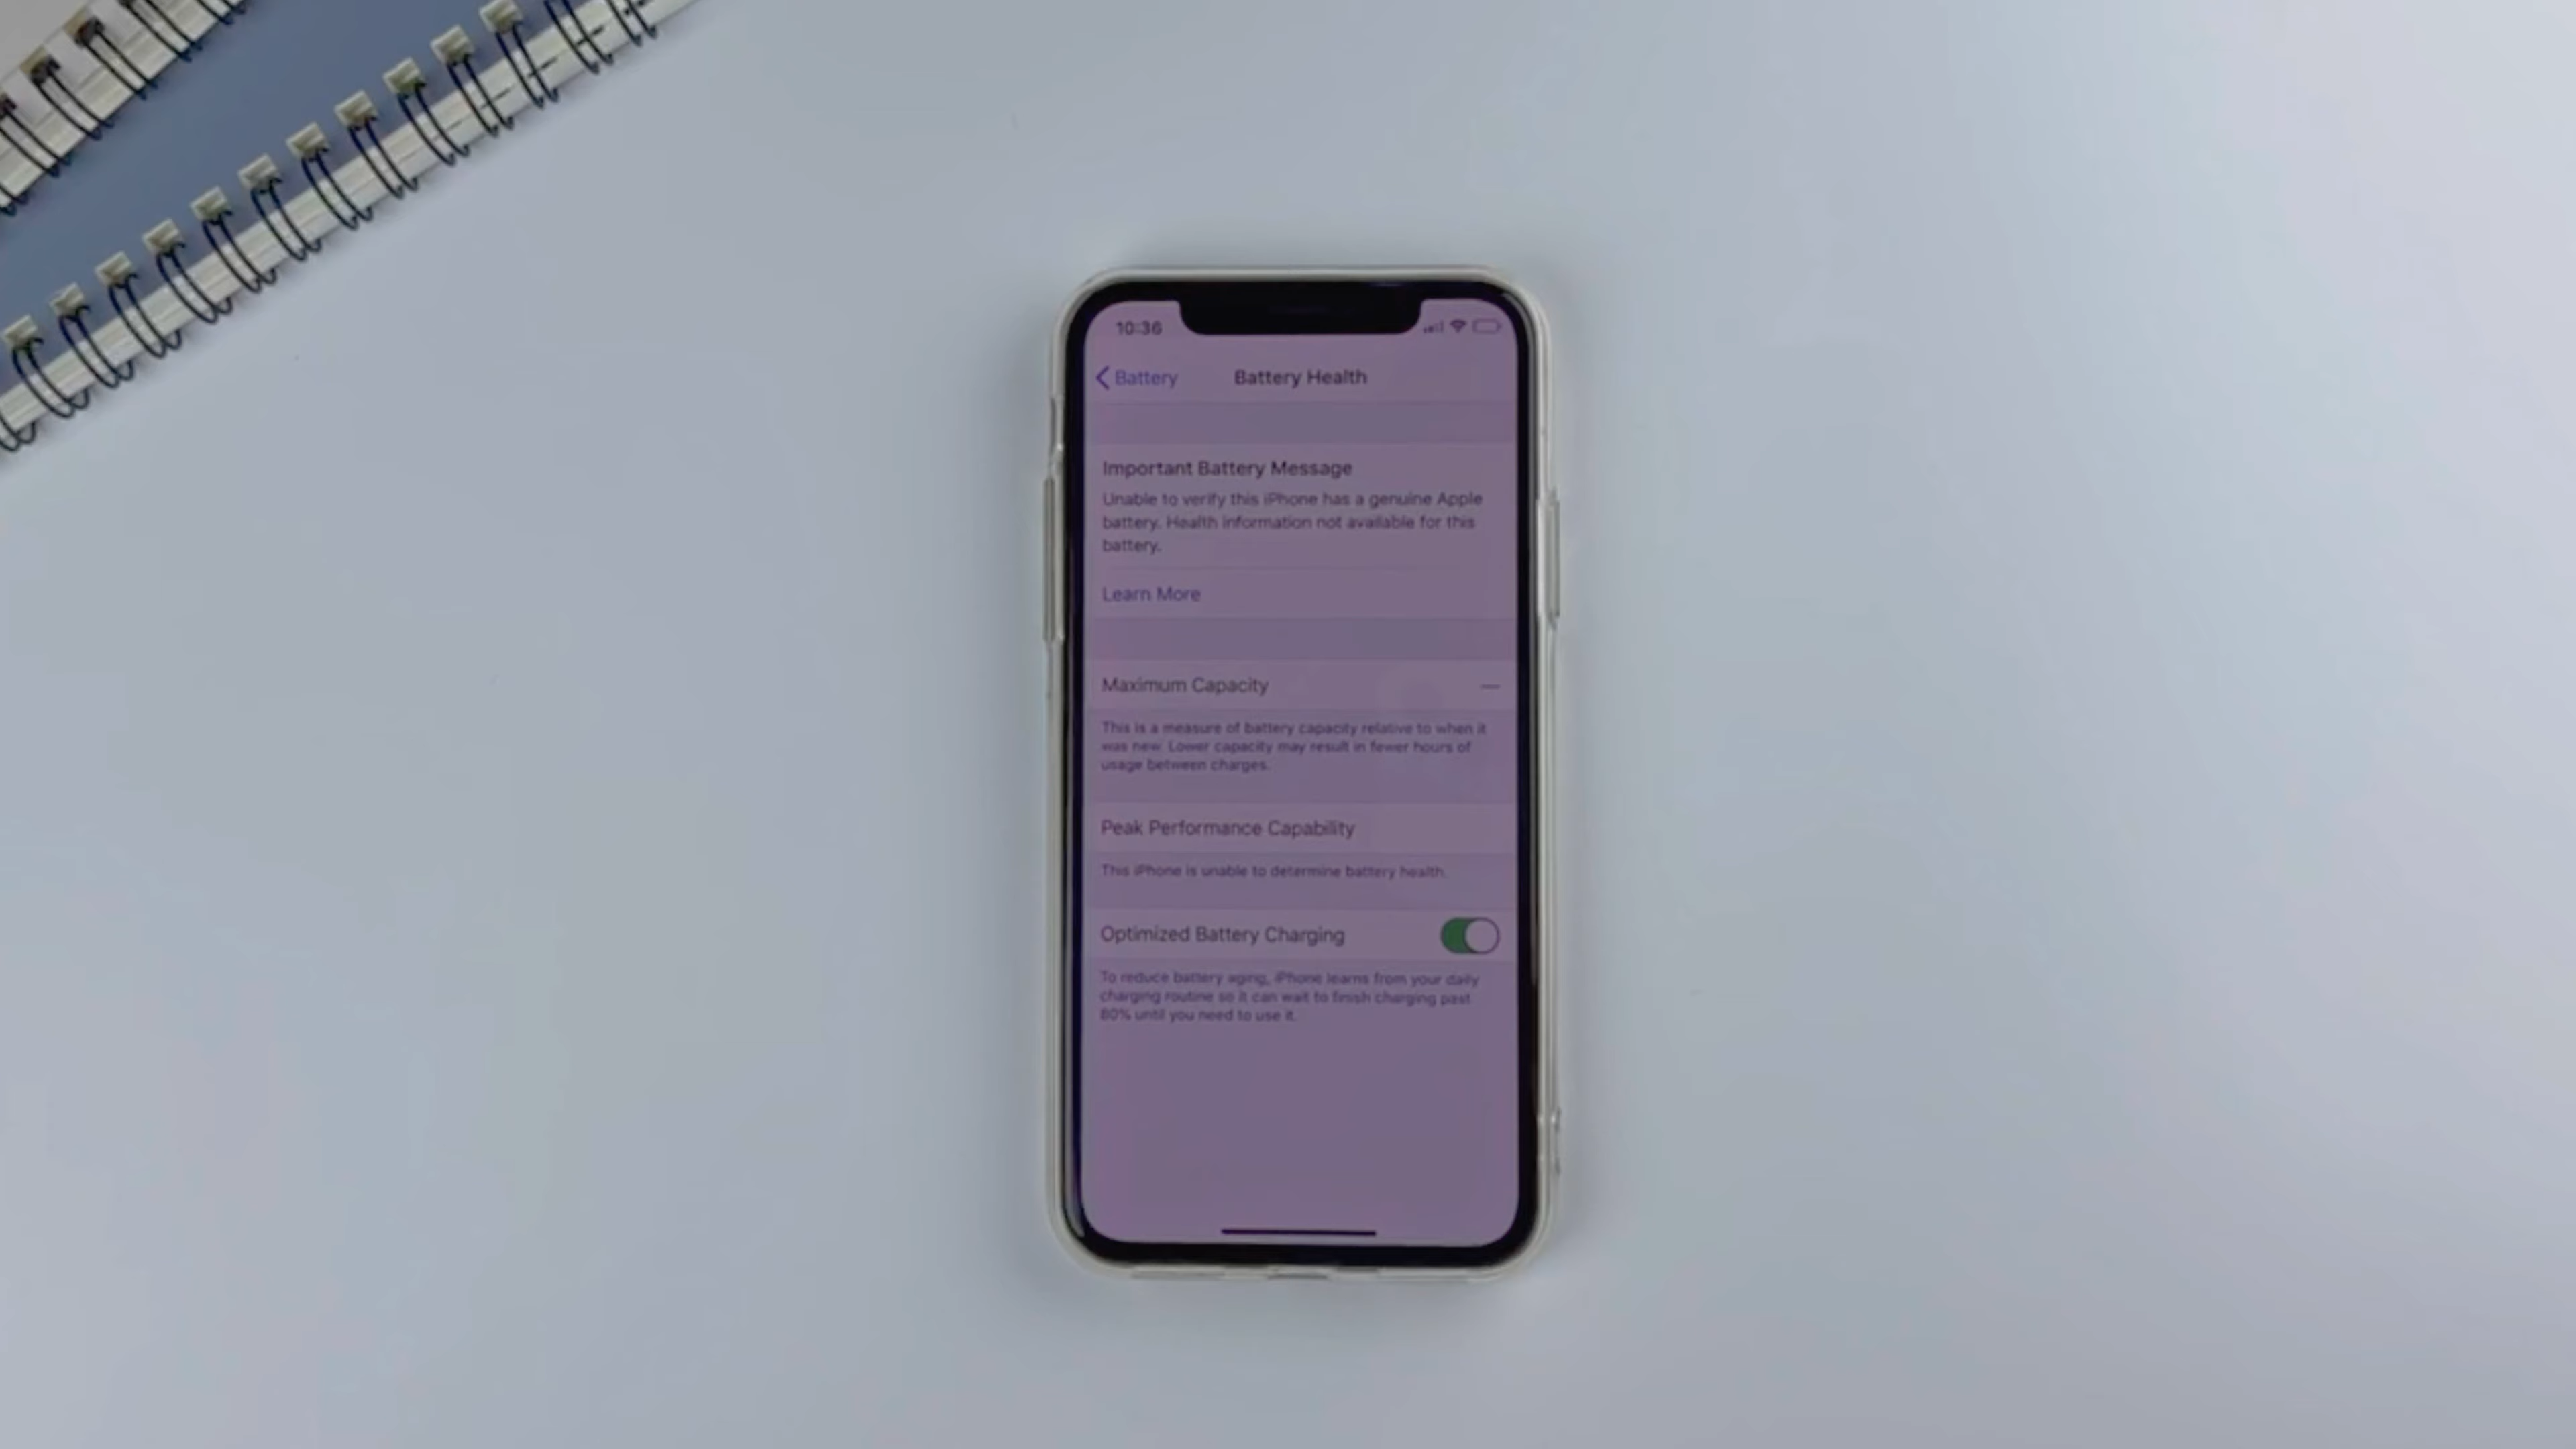 10:36
Battery
Battery Health
Important Battery Message
Unable to verify this iPhone has a genuine Apple
battery. Health information not available for this
battery.
Learn More
Maximum Capacity —
This is a measure of battery capacity relative to when it
was new. Lower capacity may result in fewer hours of
usage between charges.
Peak Performance Capability
This iPhone is unable to determine battery health.
Optimized Battery Charging
To reduce battery aging, iPhone learns from your daily
charging routine so it can wait to finish charging past
80% until you need to use it.